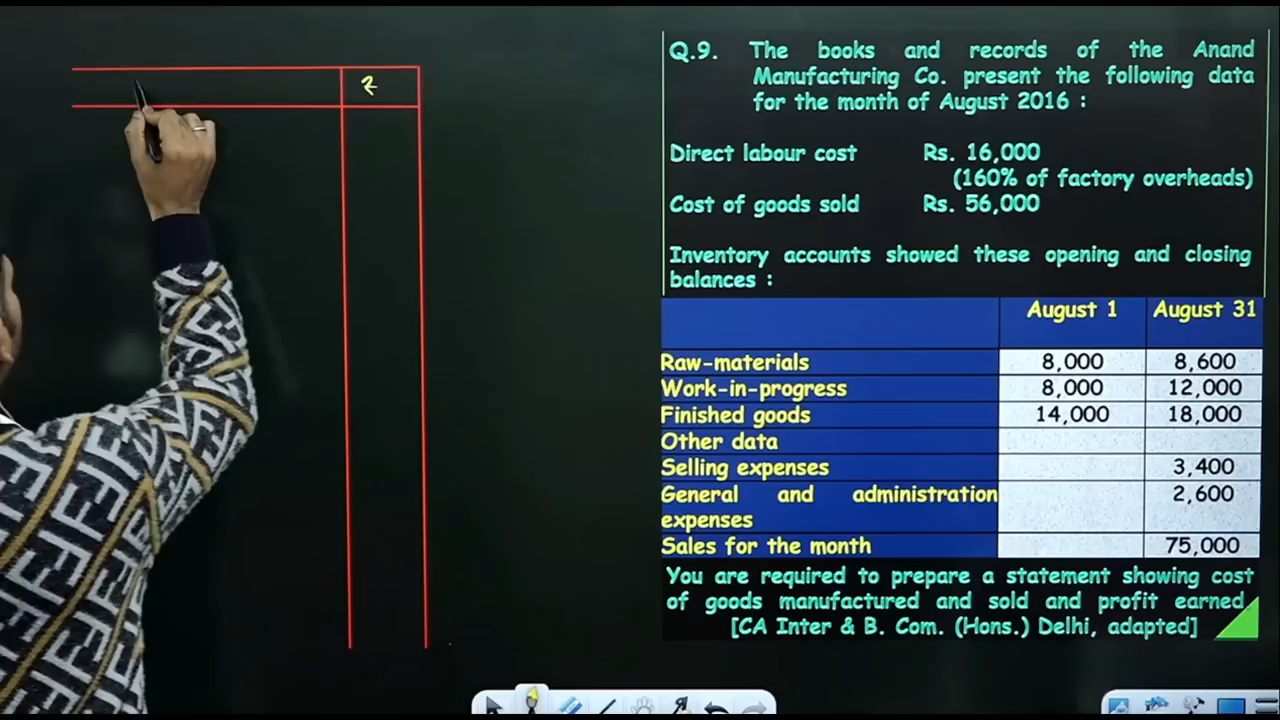 ₹
Q.9. The books and records of the Anand
Manufacturing Co. present the following data
for the month of August 2016 :
Direct labour cost Rs. 16,000
(160% of factory overheads)
Cost of goods sold Rs. 56,000
Inventory accounts showed these opening and closing
balances :
August 1 August 31
Raw-materials 8,000 8,600
Work-in-progress 8,000 12,000
Finished goods 14,000 18,000
Other data
Selling expenses 3,400
General and administration 2,600
expenses
Sales for the month 75,000
You are required to prepare a statement showing cost
of goods manufactured and sold and profit earned.
[CA Inter & B. Com. (Hons.) Delhi, adapted]